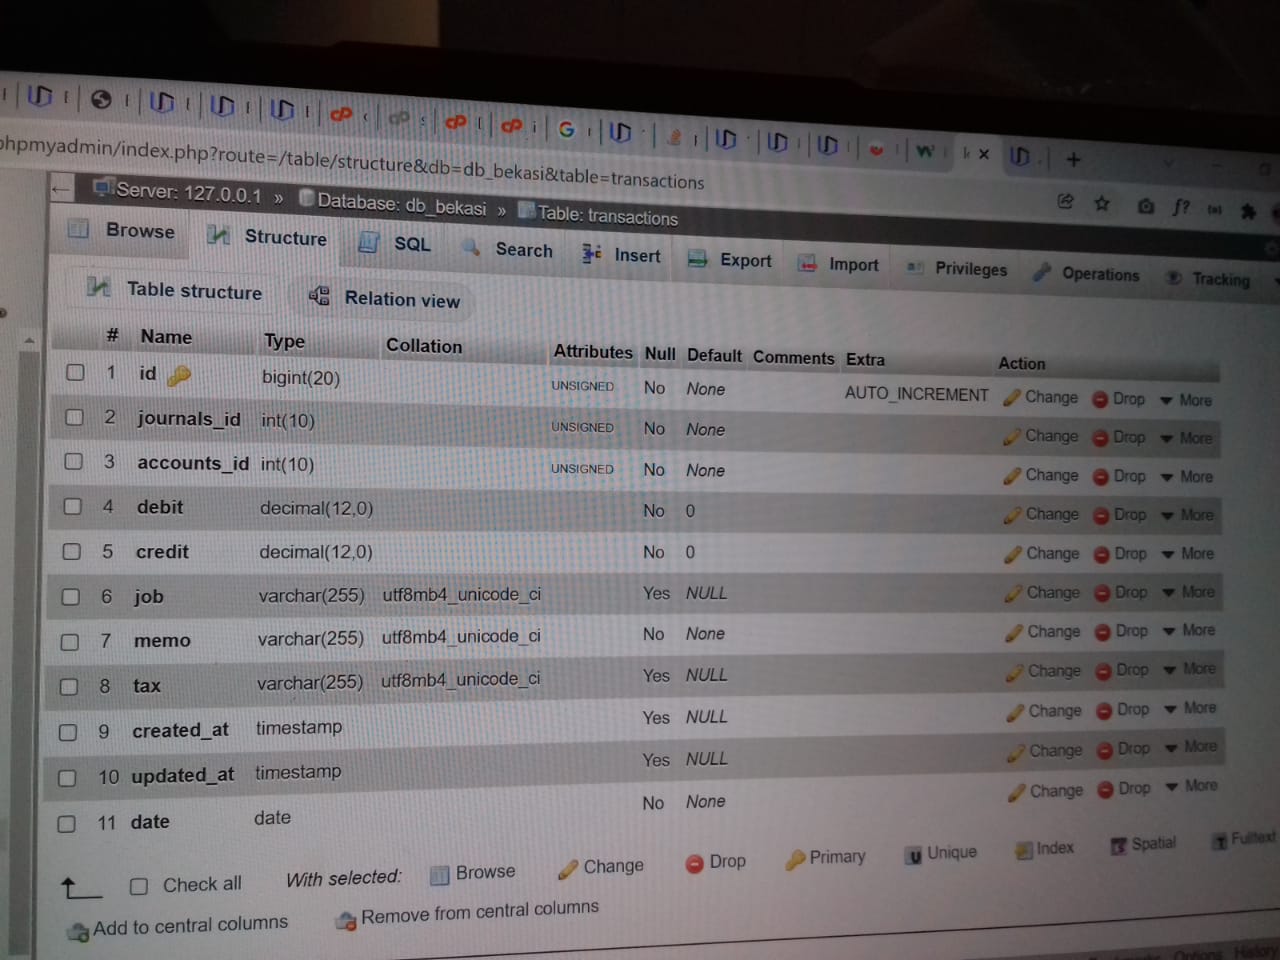 phpmyadmin/index.php?route=/table/structure&db=db_bekasi&table=transactions
Server: 127.0.0.1 » Database: db_bekasi » Table: transactions
Browse Structure SQL Search Insert Export Import Privileges Operations Tracking
Table structure Relation view
# Name Type Collation Attributes Null Default Comments Extra Action
1 id bigint(20) UNSIGNED No None AUTO_INCREMENT Change Drop More
2 journals_id int(10) UNSIGNED No None Change Drop More
3 accounts_id int(10) UNSIGNED No None Change Drop More
4 debit decimal(12,0) No 0 Change Drop More
5 credit decimal(12,0) No 0 Change Drop More
6 job varchar(255) utf8mb4_unicode_ci Yes NULL Change Drop More
7 memo varchar(255) utf8mb4_unicode_ci No None Change Drop More
8 tax varchar(255) utf8mb4_unicode_ci Yes NULL Change Drop More
9 created_at timestamp Yes NULL Change Drop More
10 updated_at timestamp Yes NULL Change Drop More
11 date date No None Change Drop More
Check all With selected: Browse Change Drop Primary Unique Index Spatial Fulltext
Add to central columns Remove from central columns
Options History